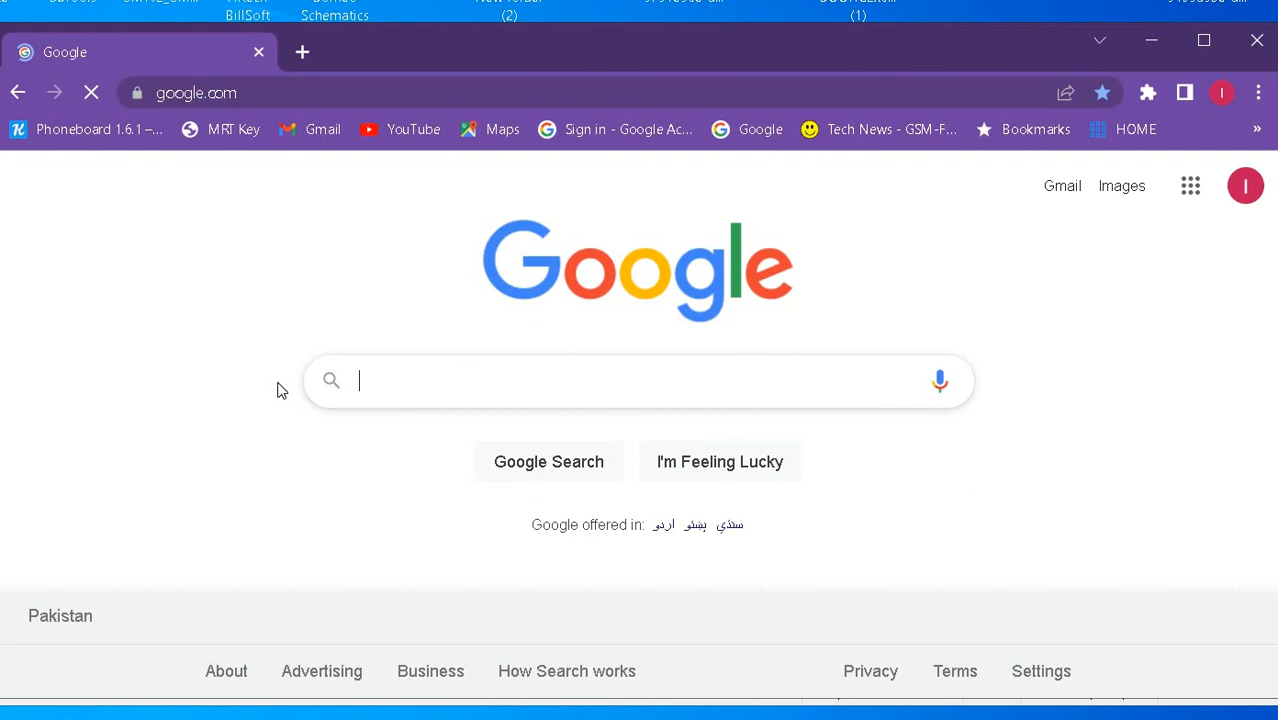 BillSoft
Schematics
(2)
(1)
Google
google.com
I
Phoneboard 1.6.1 –...
MRT Key
Gmail
YouTube
Maps
Sign in - Google Ac...
Google
Tech News - GSM-F...
Bookmarks
HOME
»
Gmail
Images
I
Google
Google Search
I'm Feeling Lucky
Google offered in: اردو پښتو سنڌي
Pakistan
About
Advertising
Business
How Search works
Privacy
Terms
Settings